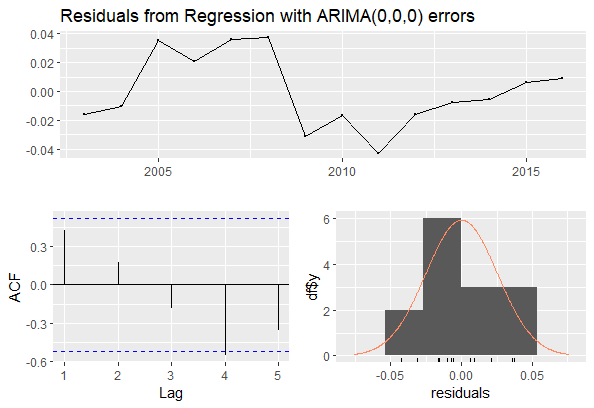 Residuals from Regression with ARIMA(0,0,0) errors
0.04
0.02
0.00
-0.02
-0.04
2005 2010 2015
ACF
0.3
0.0
-0.3
-0.6
1 2 3 4 5
Lag
df$y
6
4
2
0
-0.05 0.00 0.05
residuals